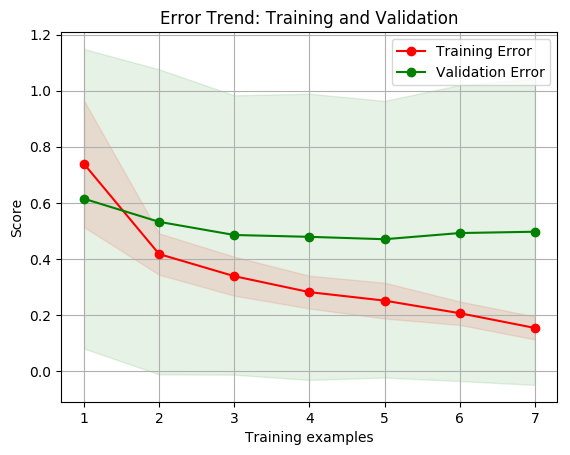 Error Trend: Training and Validation
Training Error
Validation Error
Score
1.2
1.0
0.8
0.6
0.4
0.2
0.0
1 2 3 4 5 6 7
Training examples